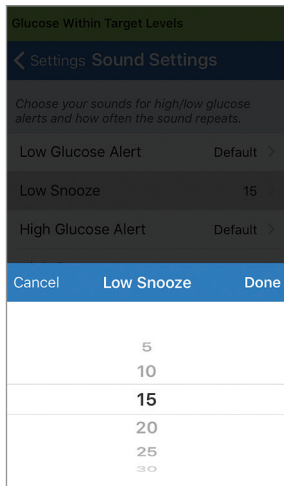 Glucose Within Target Levels
Settings Sound Settings
Choose your sounds for high/low glucose
alerts and how often the sound repeats.
Low Glucose Alert Default
Low Snooze 15
High Glucose Alert Default
Cancel Low Snooze Done
5
10
15
20
25
30